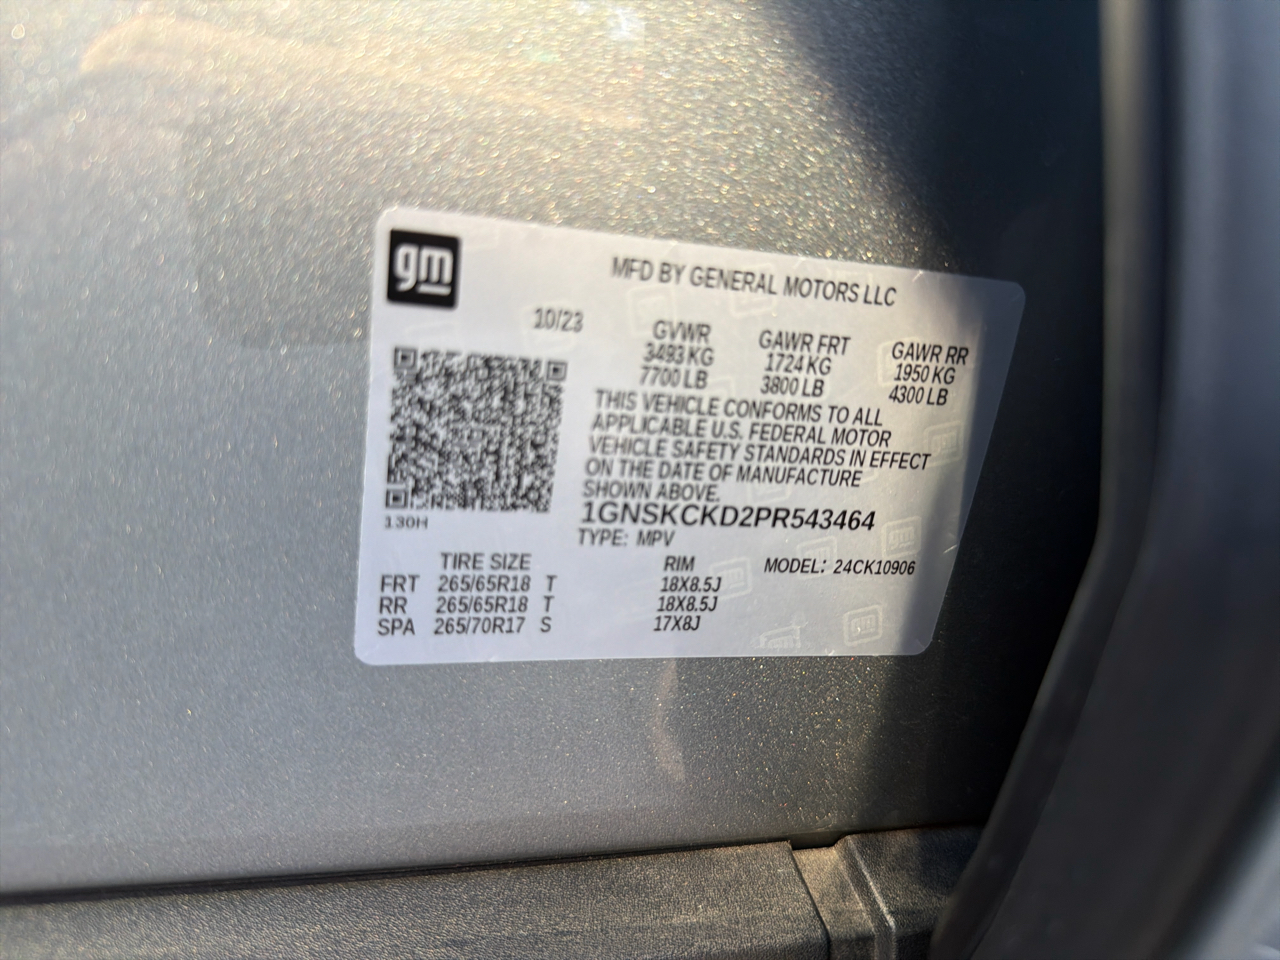 gm
MFD BY GENERAL MOTORS LLC
10/23
GVWR GAWR FRT GAWR RR
3493 KG 1724 KG 1950 KG
7700 LB 3800 LB 4300 LB
THIS VEHICLE CONFORMS TO ALL
APPLICABLE U.S. FEDERAL MOTOR
VEHICLE SAFETY STANDARDS IN EFFECT
ON THE DATE OF MANUFACTURE
SHOWN ABOVE.
1GNSKCKD2PR543464
130H
TYPE: MPV
TIRE SIZE RIM MODEL: 24CK10906
FRT 265/65R18 T 18X8.5J
RR 265/65R18 T 18X8.5J
SPA 265/70R17 S 17X8J